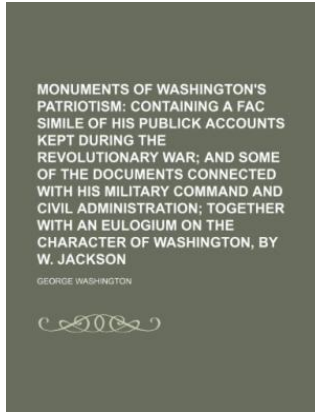 MONUMENTS OF WASHINGTON'S
PATRIOTISM: CONTAINING A FAC
SIMILE OF HIS PUBLICK ACCOUNTS
KEPT DURING THE
REVOLUTIONARY WAR; AND SOME
OF THE DOCUMENTS CONNECTED
WITH HIS MILITARY COMMAND AND
CIVIL ADMINISTRATION; TOGETHER
WITH AN EULOGIUM ON THE
CHARACTER OF WASHINGTON, BY
W. JACKSON
GEORGE WASHINGTON